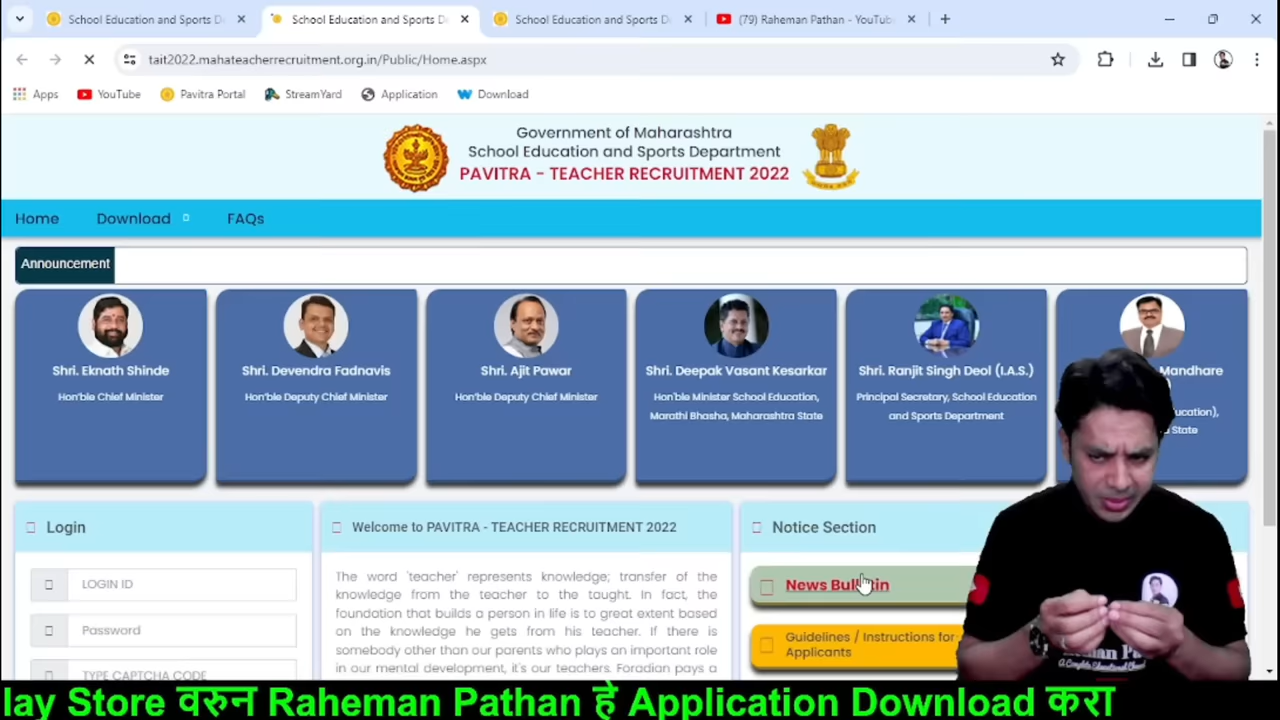 School Education and Sports D
School Education and Sports D
School Education and Sports D
(79) Raheman Pathan - YouTub
tait2022.mahateacherrecruitment.org.in/Public/Home.aspx
Apps
YouTube
Pavitra Portal
StreamYard
Application
Download
Government of Maharashtra
School Education and Sports Department
PAVITRA - TEACHER RECRUITMENT 2022
Home
Download
FAQs
Announcement
Shri. Eknath Shinde
Hon'ble Chief Minister
Shri. Devendra Fadnavis
Hon'ble Deputy Chief Minister
Shri. Ajit Pawar
Hon'ble Deputy Chief Minister
Shri. Deepak Vasant Kesarkar
Hon'ble Minister School Education,
Marathi Bhasha, Maharashtra State
Shri. Ranjit Singh Deol (I.A.S.)
Principal Secretary, School Education
and Sports Department
Mandhare
State
Login
LOGIN ID
Password
TYPE CAPTCHA CODE
Welcome to PAVITRA - TEACHER RECRUITMENT 2022
The word 'teacher' represents knowledge; transfer of the
knowledge from the teacher to the taught. In fact, the
foundation that builds a person in life is to great extent based
on the knowledge he gets from his teacher. If there is
somebody other than our parents who plays an important role
in our mental development, it's our teachers. Foradian pays a
Notice Section
News Bulletin
Guidelines / Instructions for
Applicants
lay Store वरुन Raheman Pathan हे Application Download करा